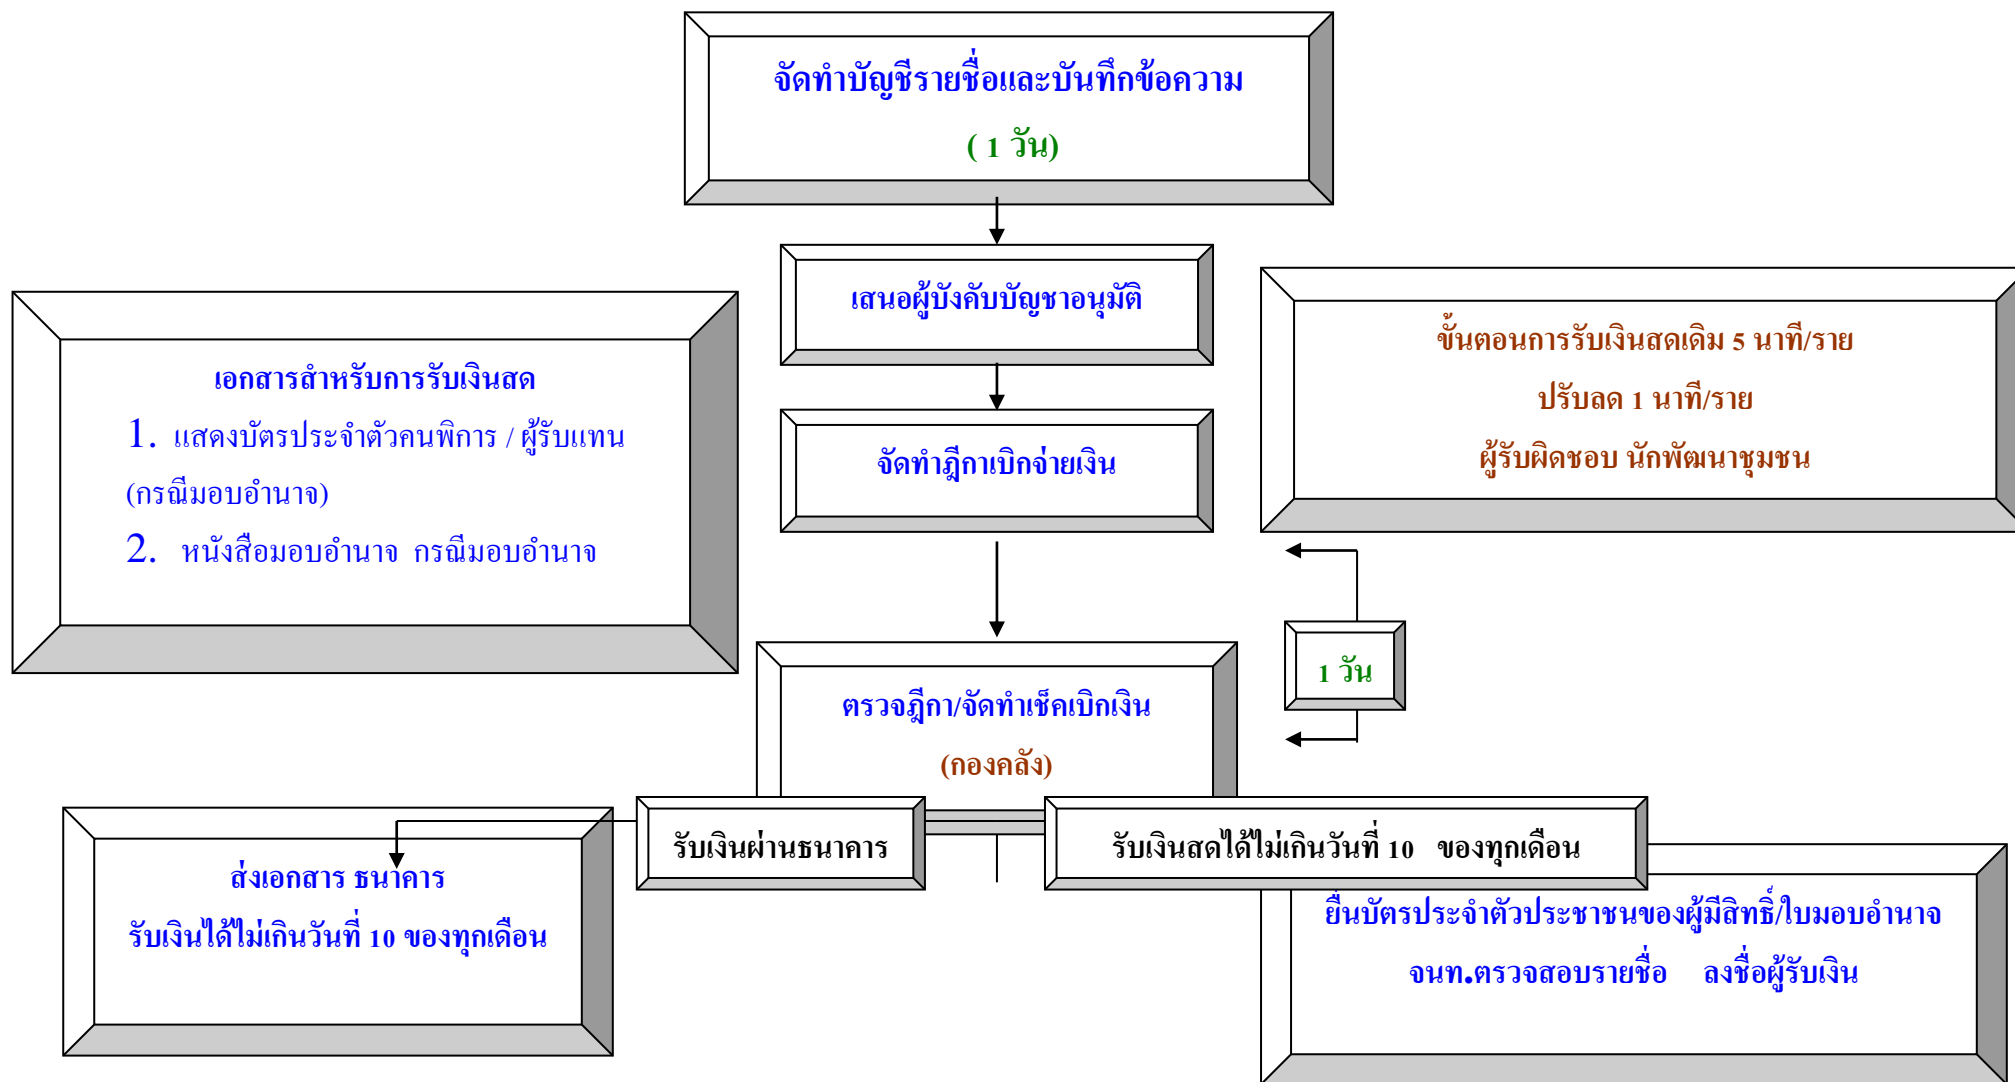 จัดทำบัญชีรายชื่อและบันทึกข้อความ
( 1 วัน)
เสนอผู้บังคับบัญชาอนุมัติ
จัดทำฎีกาเบิกจ่ายเงิน
เอกสารสำหรับการรับเงินสด
1. แสดงบัตรประจำตัวคนพิการ / ผู้รับแทน
(กรณีมอบอำนาจ)
2. หนังสือมอบอำนาจ กรณีมอบอำนาจ
ขั้นตอนการรับเงินสดเดิม 5 นาที/ราย
ปรับลด 1 นาที/ราย
ผู้รับผิดชอบ นักพัฒนาชุมชน
1 วัน
ตรวจฎีกา/จัดทำเช็คเบิกเงิน
(กองคลัง)
รับเงินผ่านธนาคาร
รับเงินสดได้ไม่เกินวันที่ 10 ของทุกเดือน
ส่งเอกสาร ธนาคาร
รับเงินได้ไม่เกินวันที่ 10 ของทุกเดือน
ยื่นบัตรประจำตัวประชาชนของผู้มีสิทธิ์/ใบมอบอำนาจ
จนท.ตรวจสอบรายชื่อ ลงชื่อผู้รับเงิน